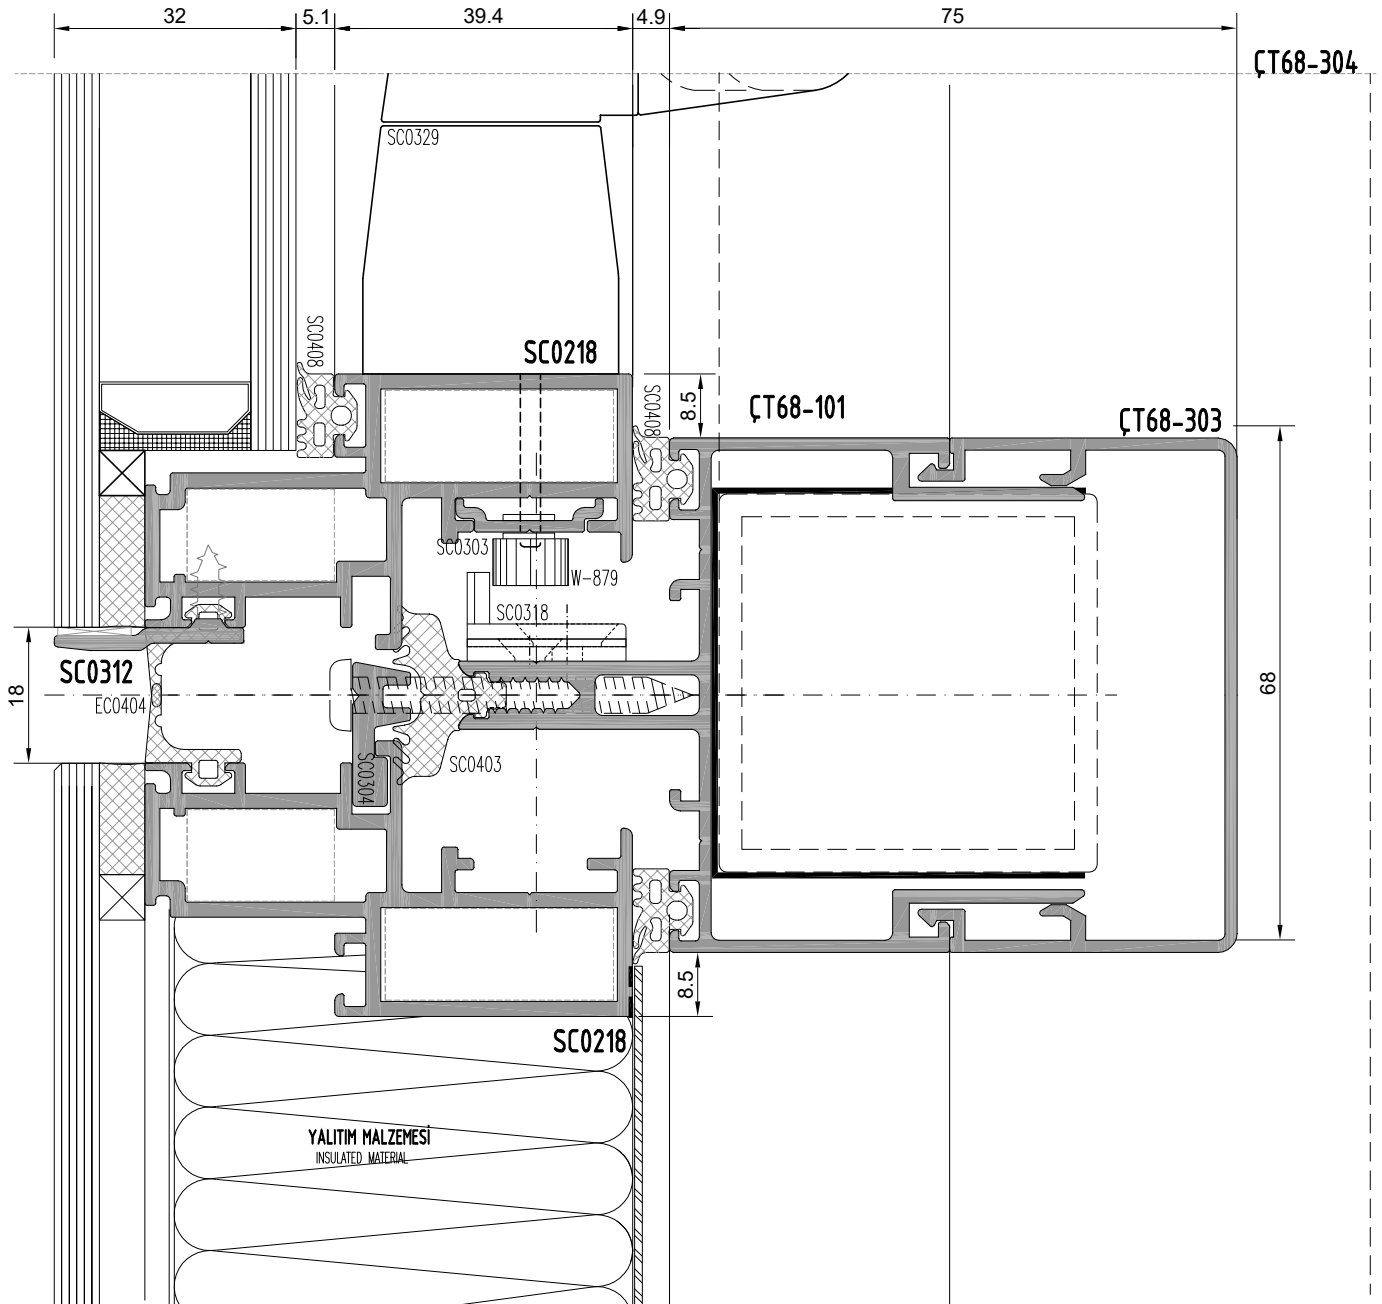 32
5.1
39.4
4.9
75
ÇT68-304
SC0329
SC0408
SC0218
SC0408
8.5
ÇT68-101
ÇT68-303
SC0303
W-879
SC0318
SC0312
EC0404
18
68
SC0304
SC0403
8.5
SC0218
YALITIM MALZEMESİ
INSULATED MATERIAL